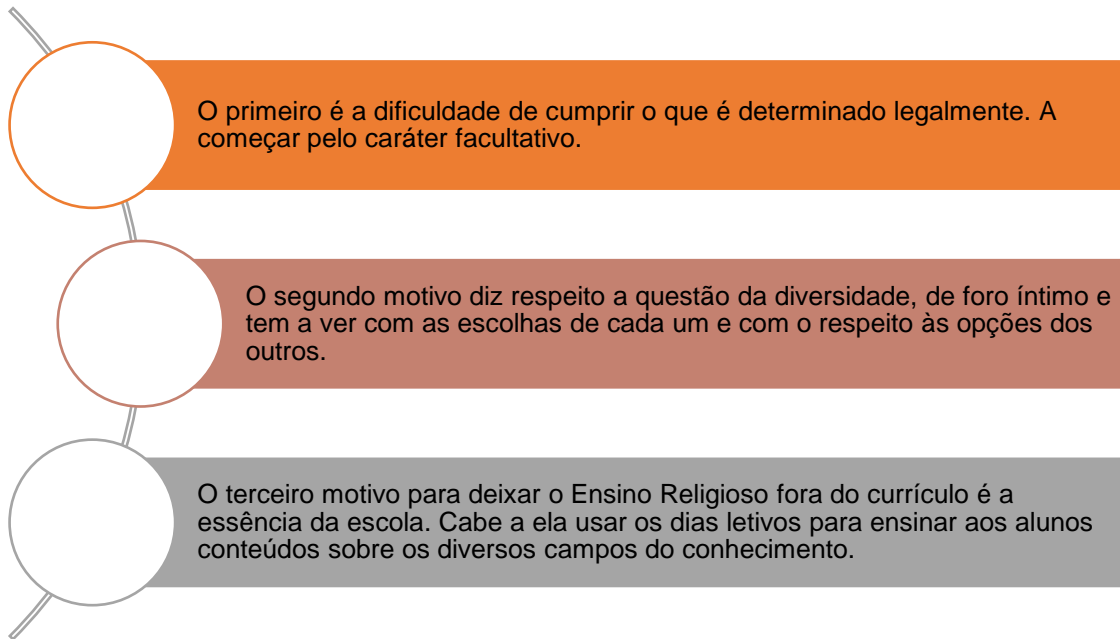 O primeiro é a dificuldade de cumprir o que é determinado legalmente. A
começar pelo caráter facultativo.
O segundo motivo diz respeito a questão da diversidade, de foro íntimo e
tem a ver com as escolhas de cada um e com o respeito às opções dos
outros.
O terceiro motivo para deixar o Ensino Religioso fora do currículo é a
essência da escola. Cabe a ela usar os dias letivos para ensinar aos alunos
conteúdos sobre os diversos campos do conhecimento.